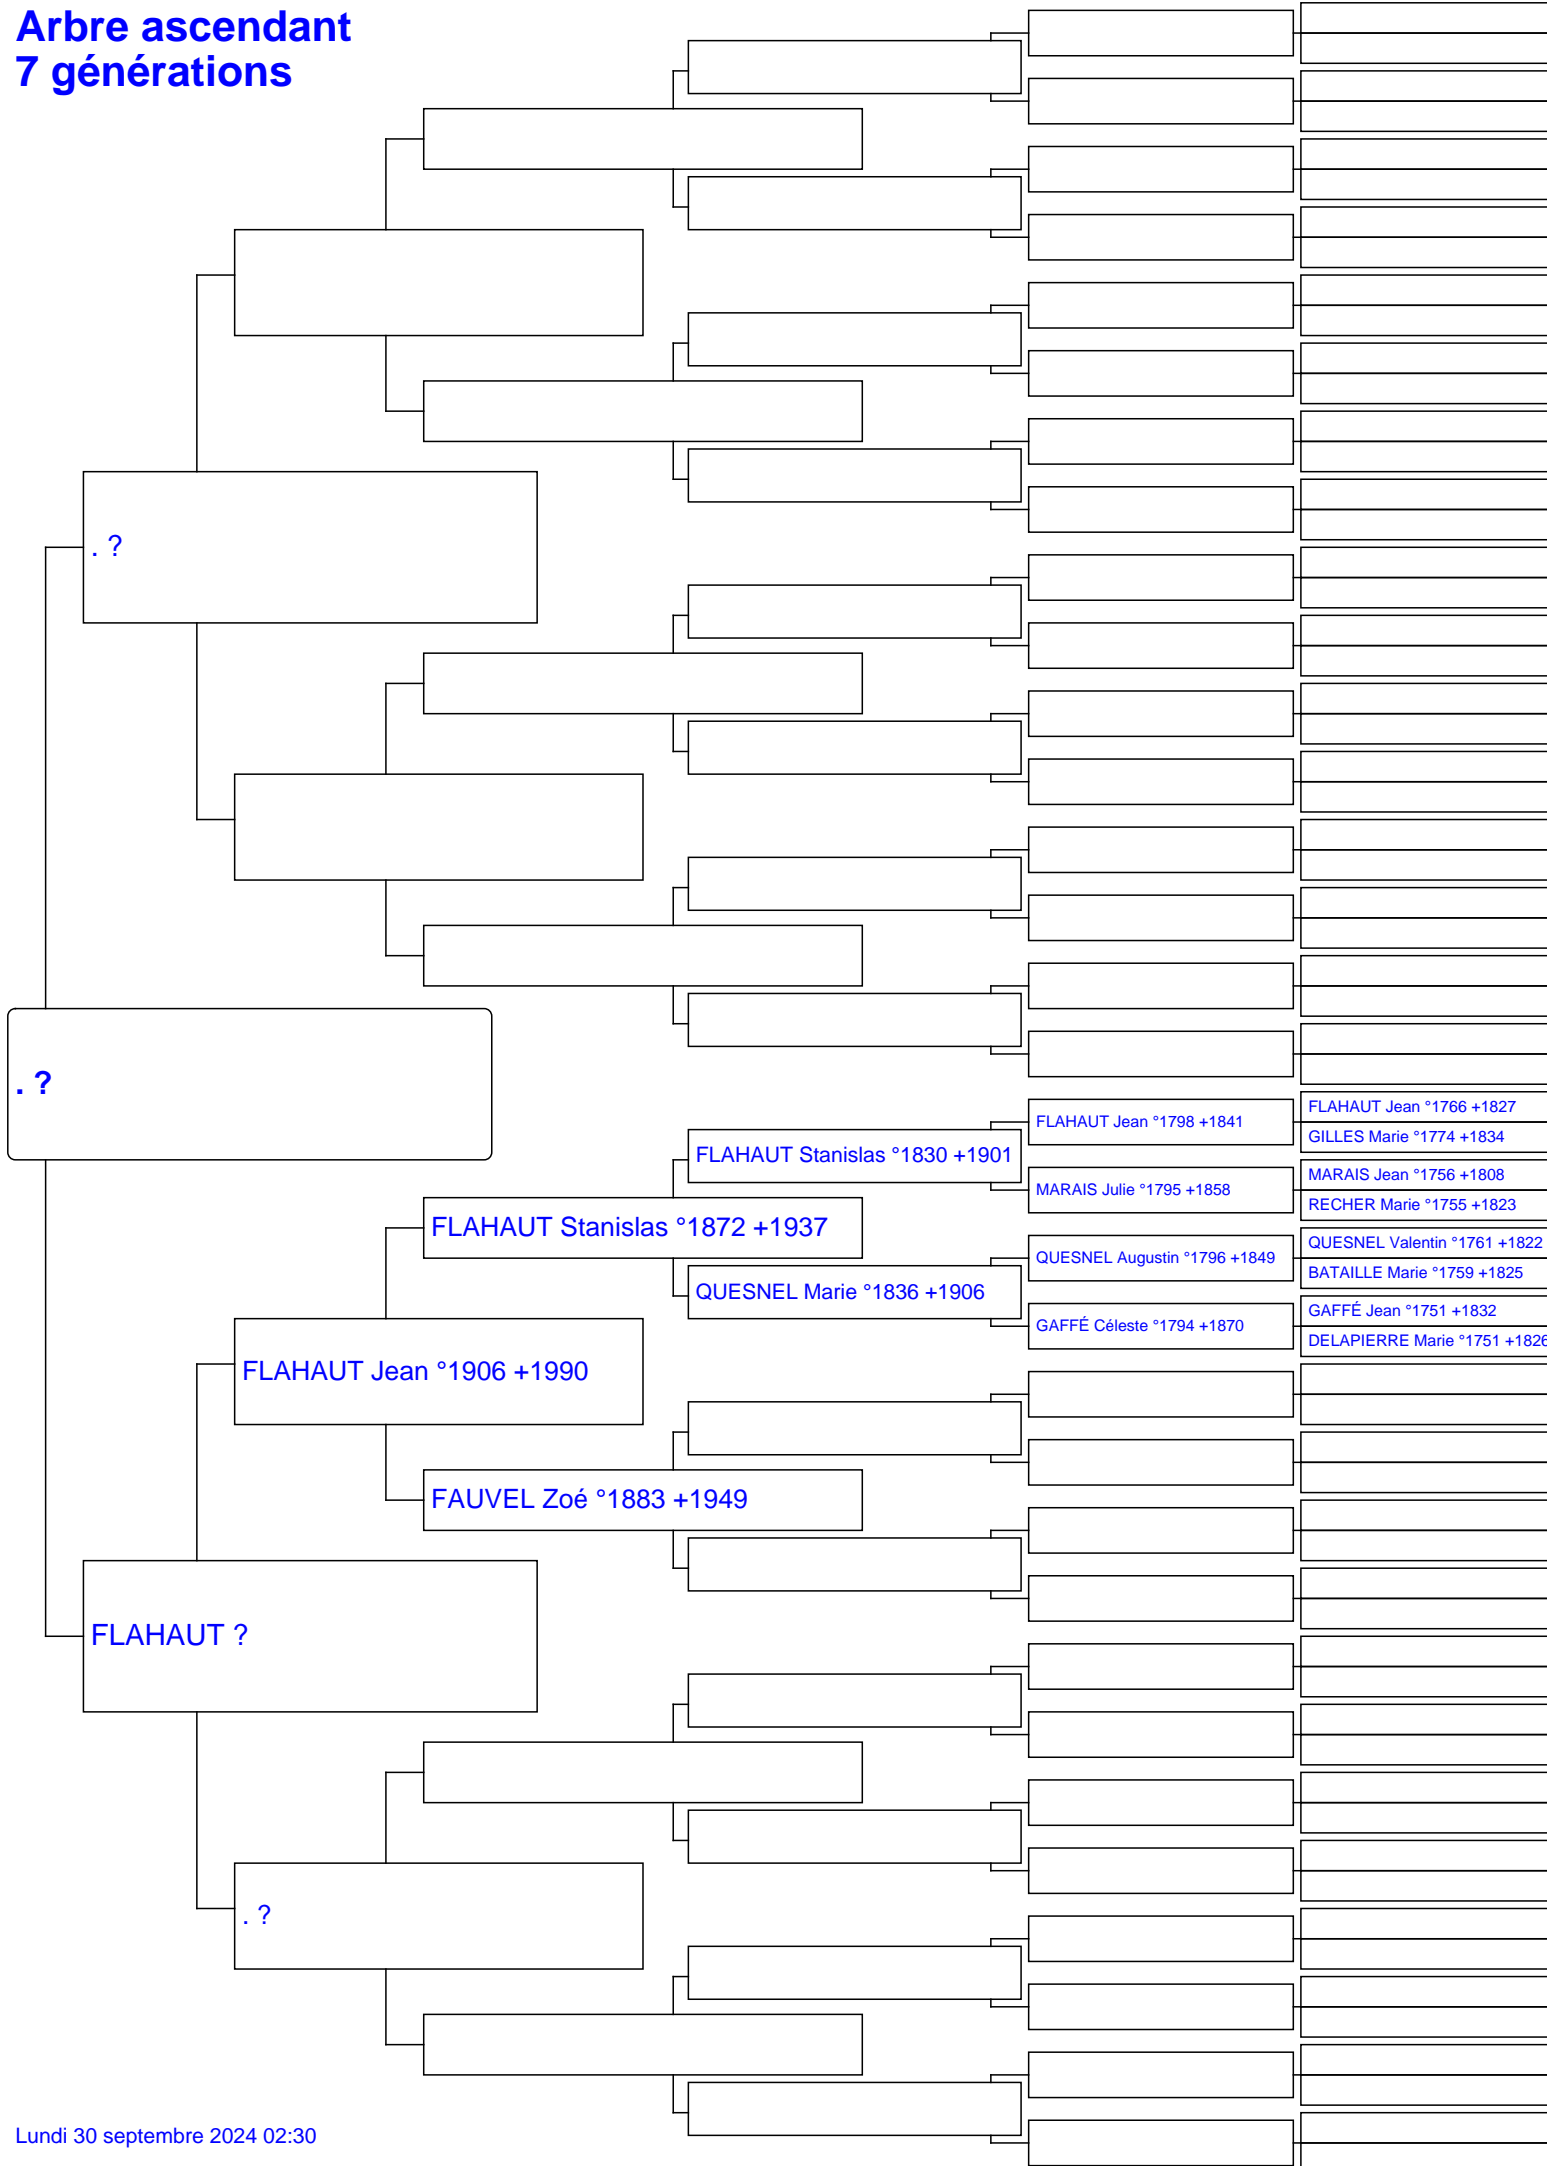 Arbre ascendant
7 générations
. ?
. ?
FLAHAUT Jean °1798 +1841
FLAHAUT Jean °1766 +1827
GILLES Marie °1774 +1834
FLAHAUT Stanislas °1830 +1901
MARAIS Julie °1795 +1858
MARAIS Jean °1756 +1808
RECHER Marie °1755 +1823
FLAHAUT Stanislas °1872 +1937
QUESNEL Augustin °1796 +1849
QUESNEL Valentin °1761 +1822
BATAILLE Marie °1759 +1825
QUESNEL Marie °1836 +1906
GAFFÉ Céleste °1794 +1870
GAFFÉ Jean °1751 +1832
DELAPIERRE Marie °1751 +1826
FLAHAUT Jean °1906 +1990
FAUVEL Zoé °1883 +1949
FLAHAUT ?
. ?
Lundi 30 septembre 2024 02:30